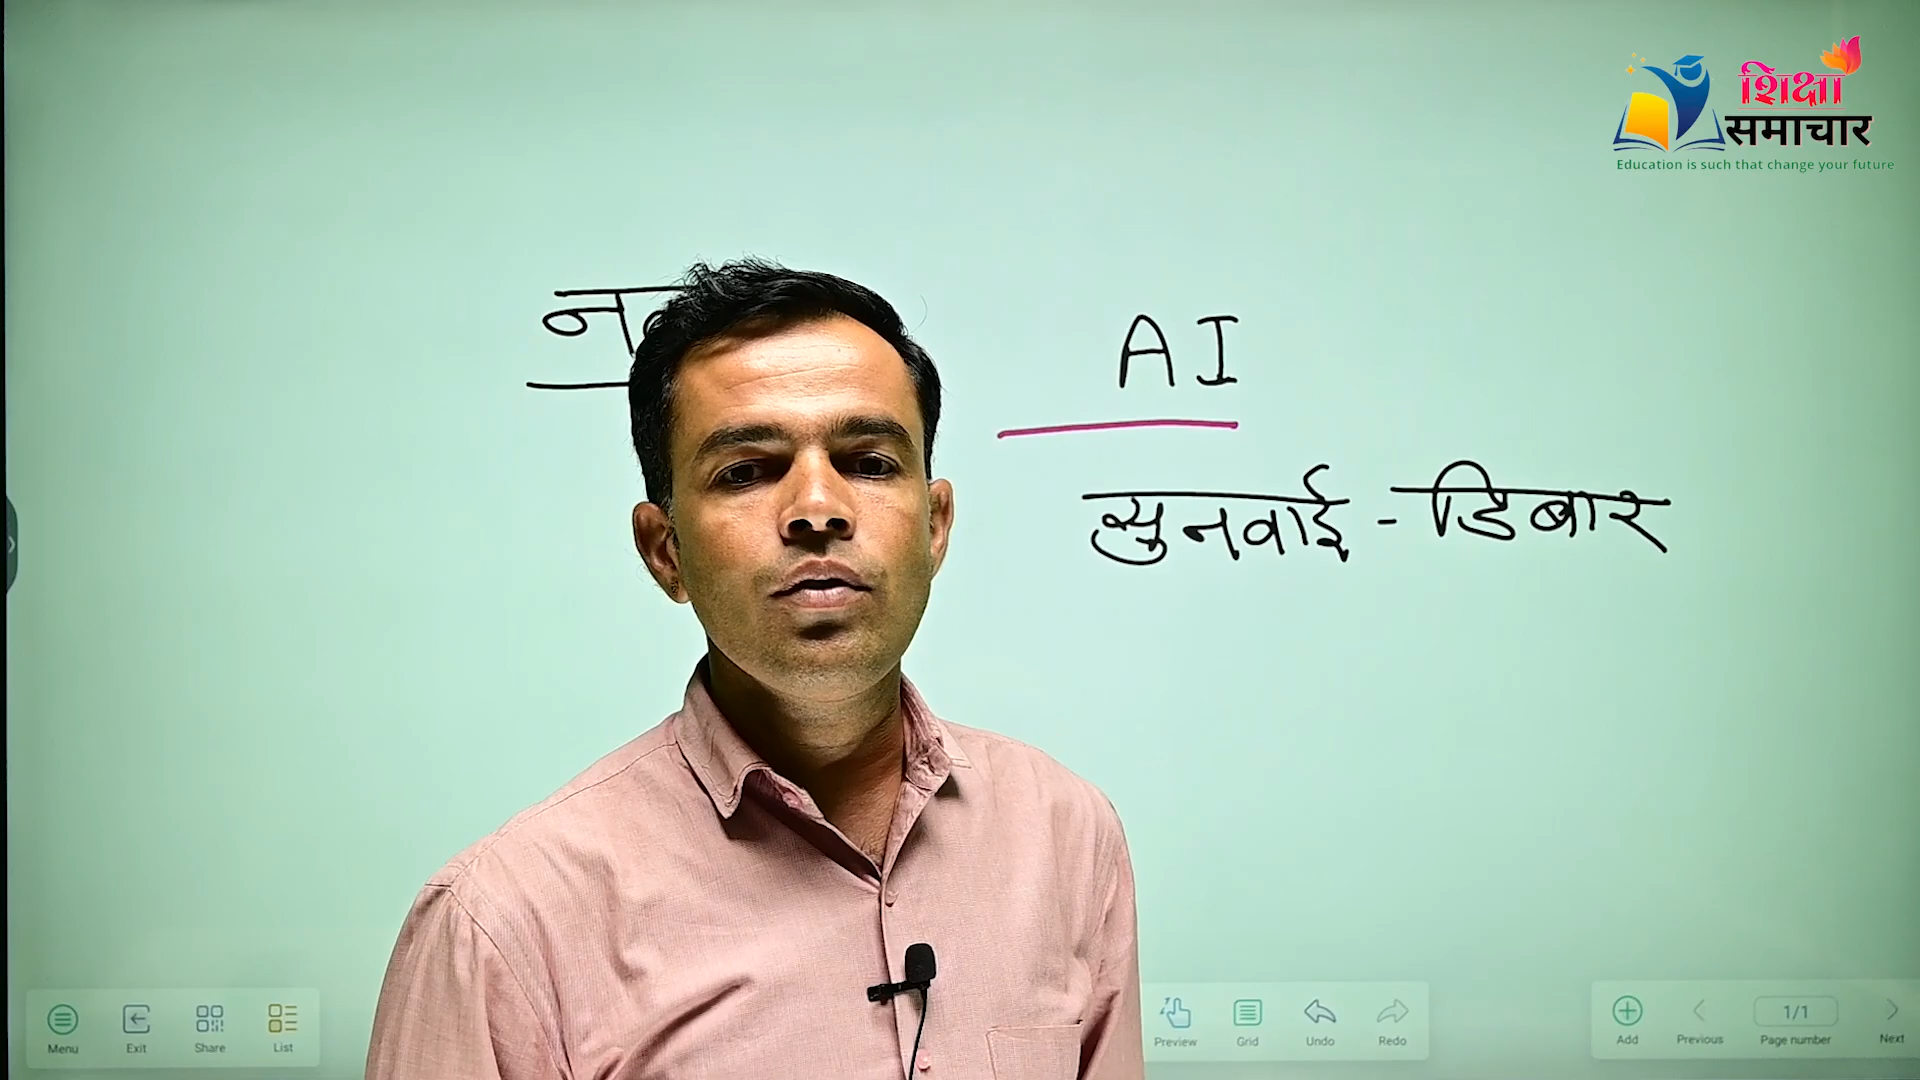 शिक्षा
समाचार
Education is such that change your future
AI
सुनवाई - डिबार
Menu Exit Share List Preview Grid Undo Redo Add Previous 1/1 Page number Next